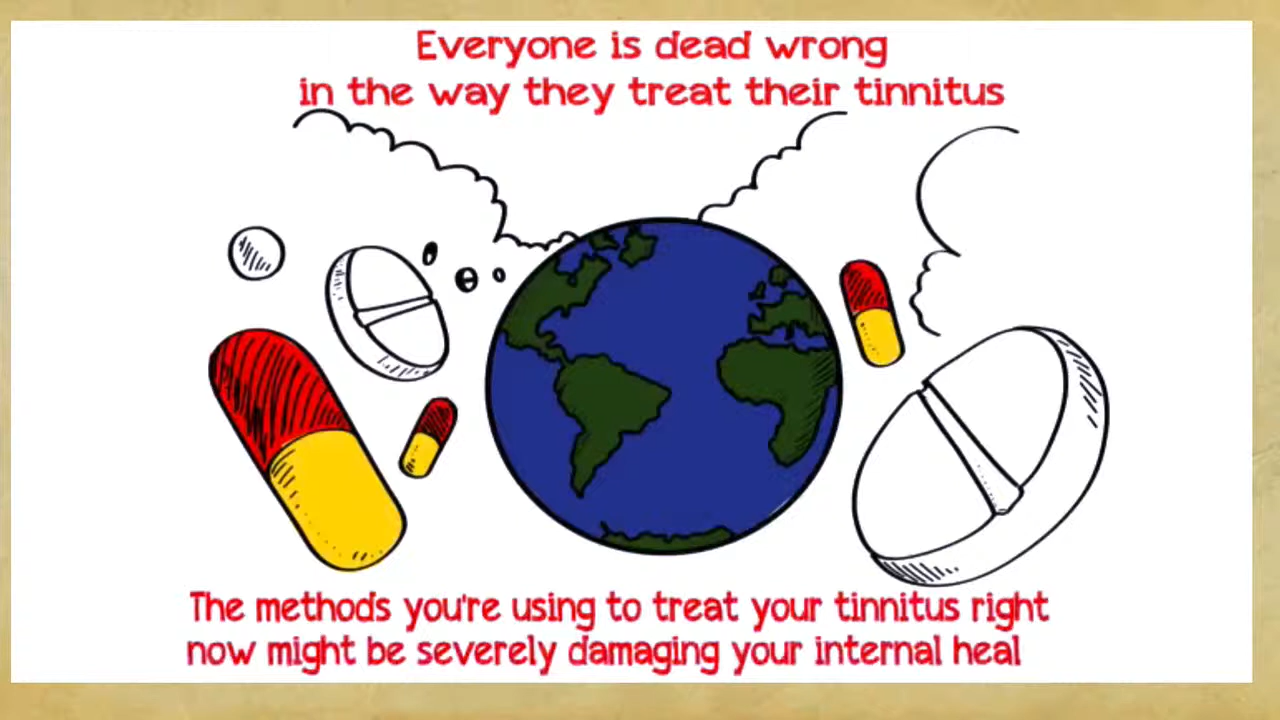 Everyone is dead wrong
in the way they treat their tinnitus
The methods you're using to treat your tinnitus right
now might be severely damaging your internal heal